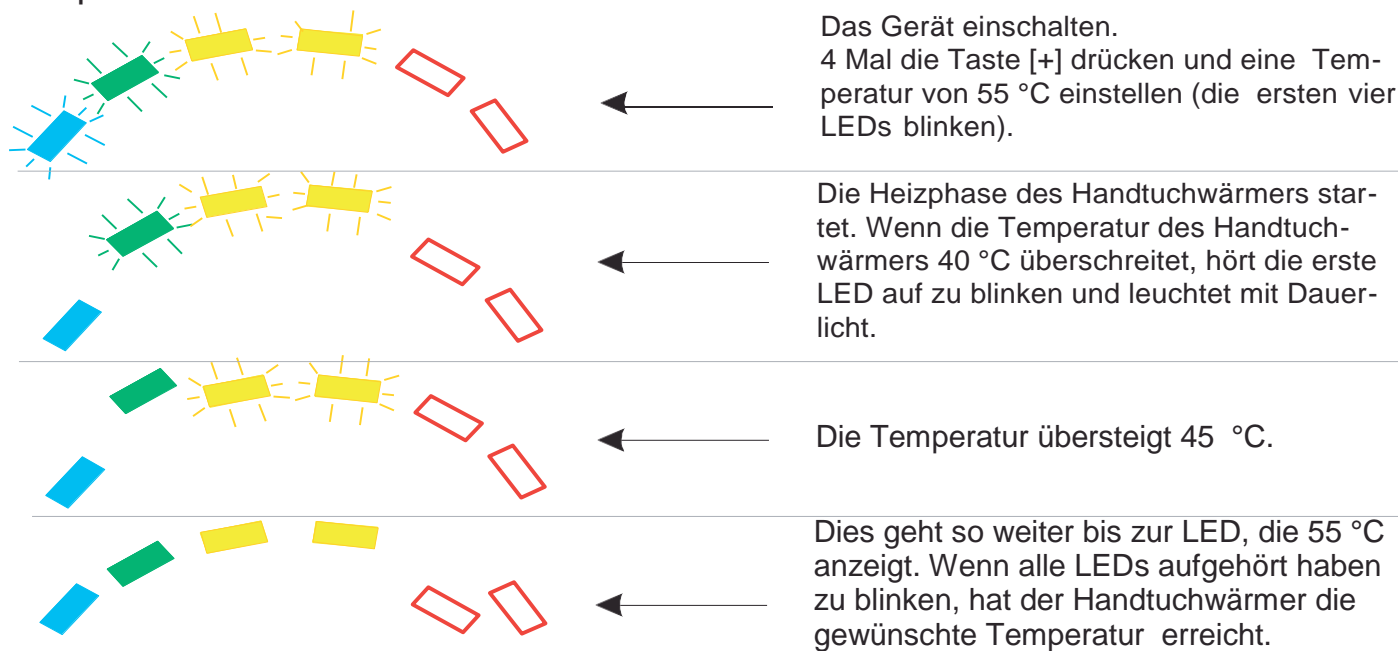 Das Gerät einschalten.
4 Mal die Taste [+] drücken und eine Tem-
peratur von 55 °C einstellen (die ersten vier
LEDs blinken).
Die Heizphase des Handtuchwärmers star-
tet. Wenn die Temperatur des Handtuch-
wärmers 40 °C überschreitet, hört die erste
LED auf zu blinken und leuchtet mit Dauer-
licht.
Die Temperatur übersteigt 45 °C.
Dies geht so weiter bis zur LED, die 55 °C
anzeigt. Wenn alle LEDs aufgehört haben
zu blinken, hat der Handtuchwärmer die
gewünschte Temperatur erreicht.